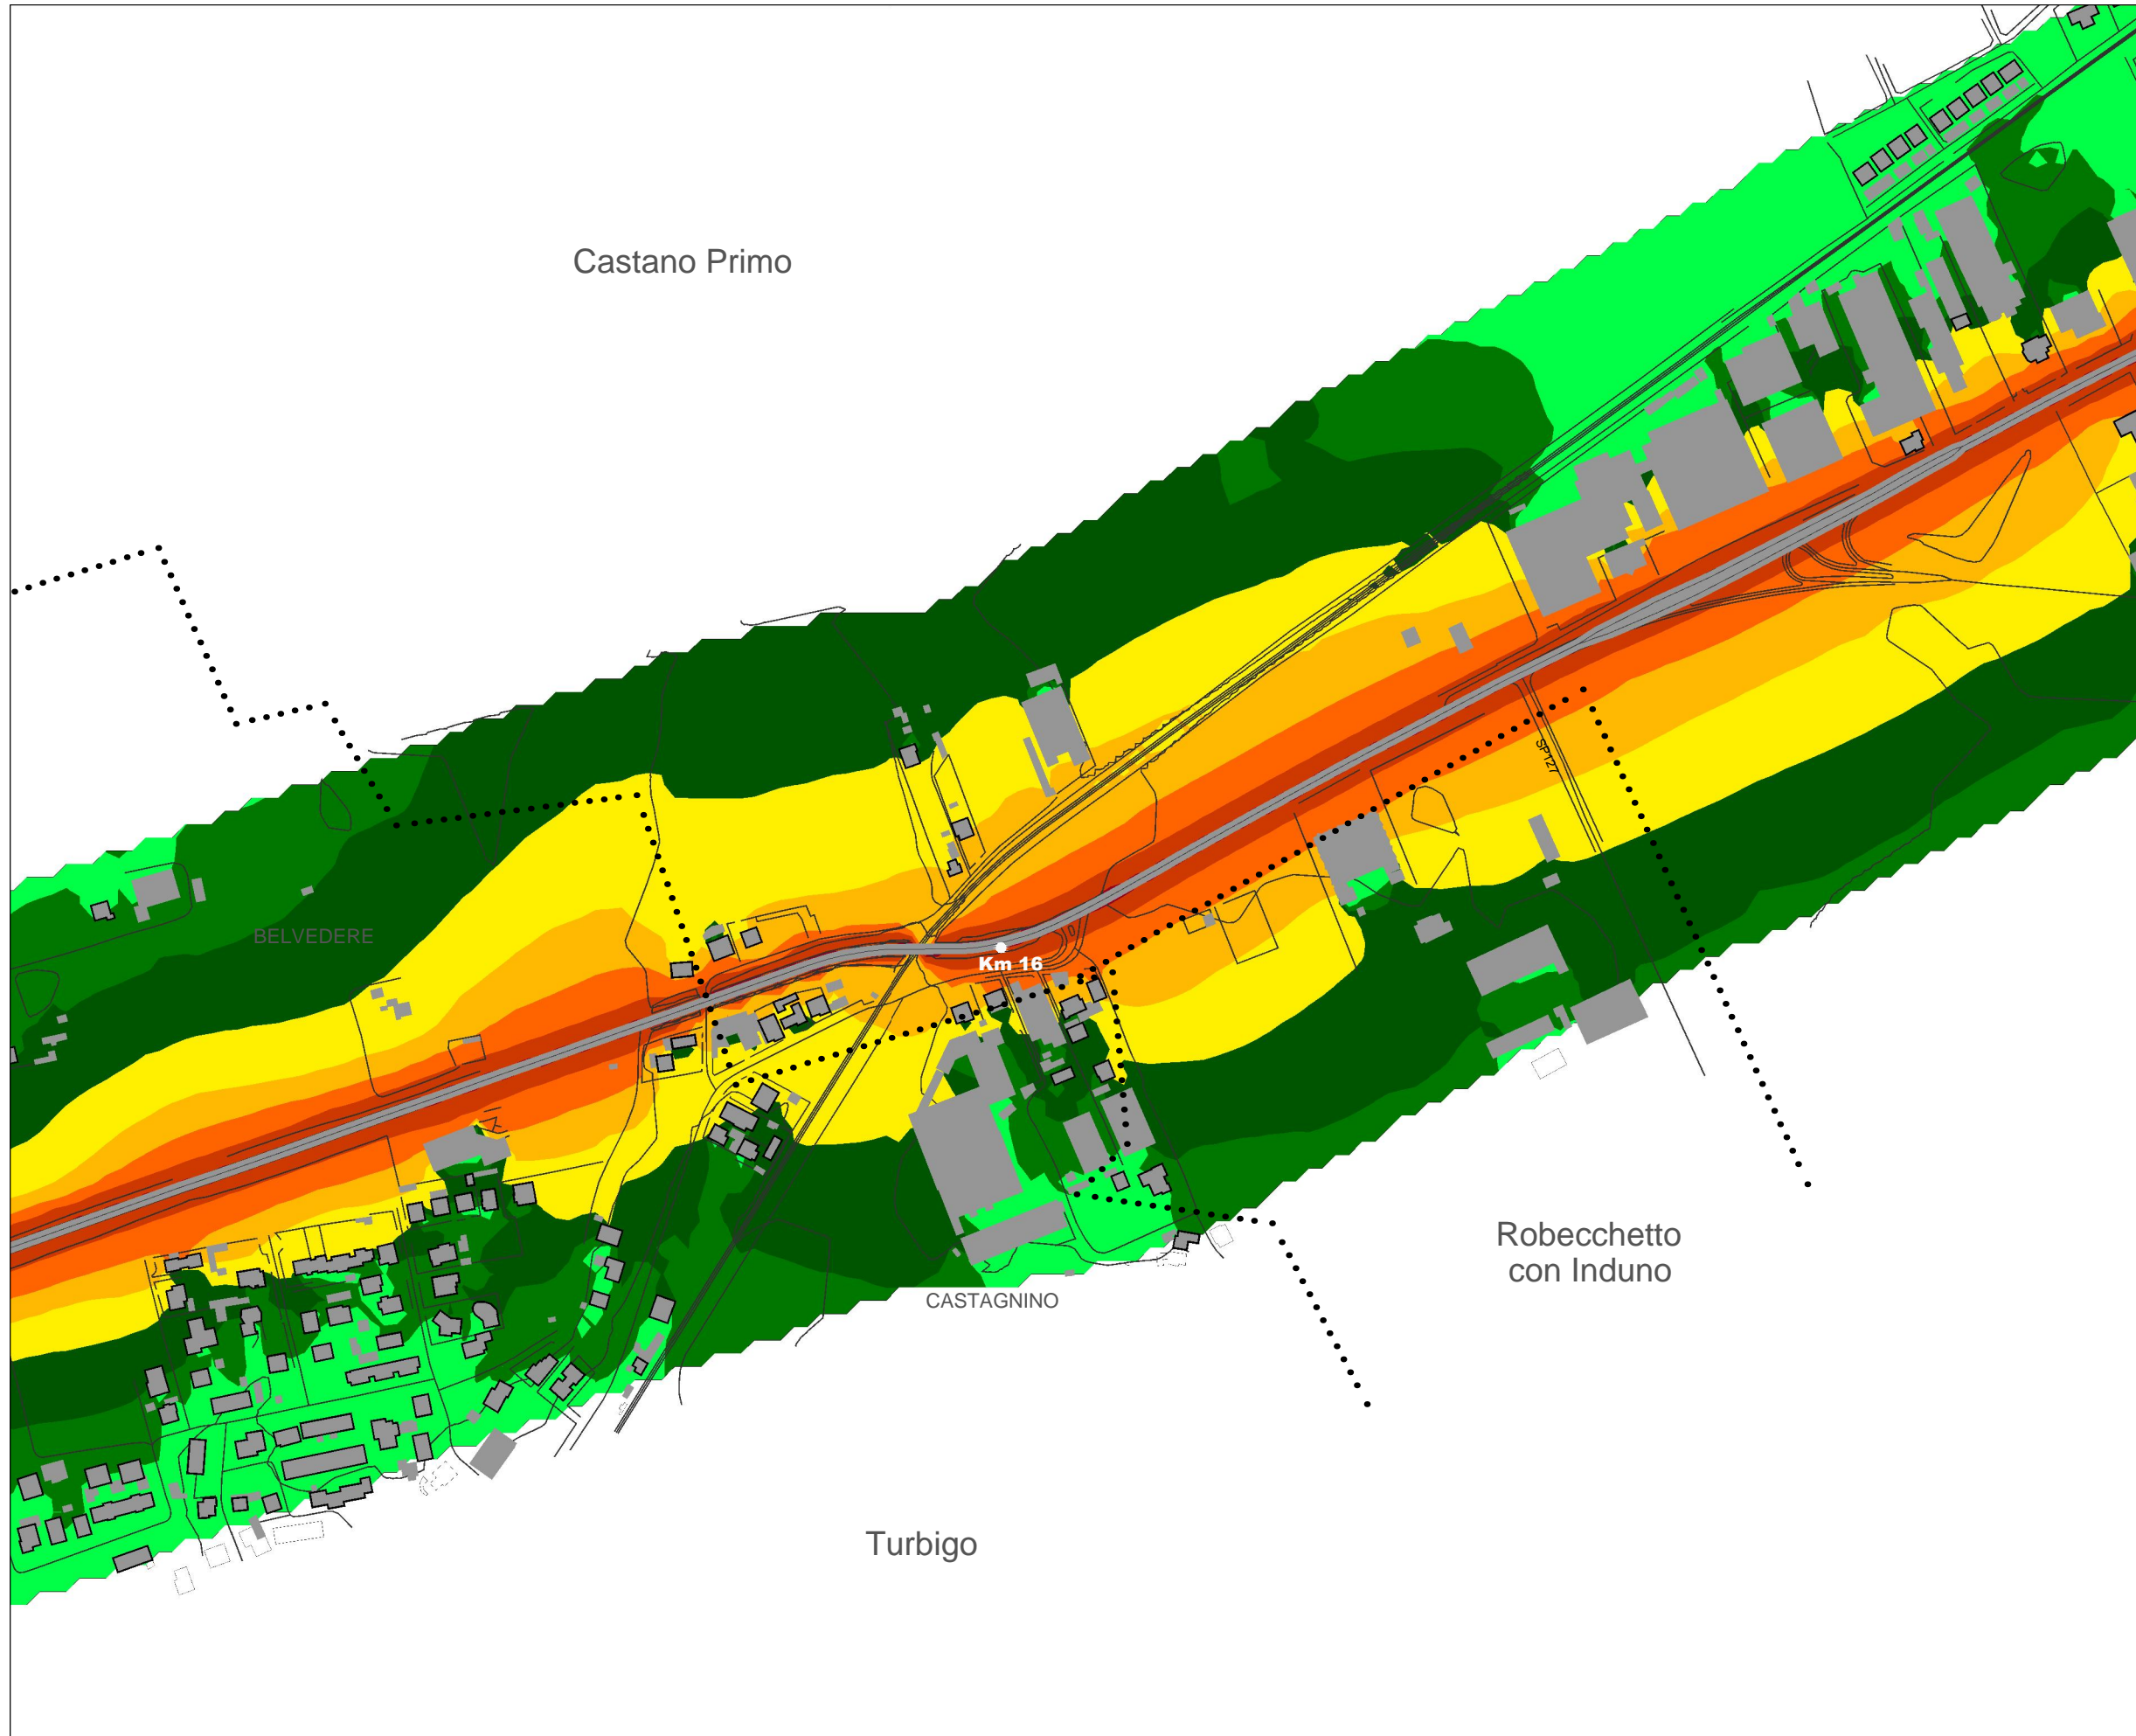 Castano Primo
SP127
BELVEDERE
Km 16
Robecchetto
con Induno
CASTAGNINO
Turbigo